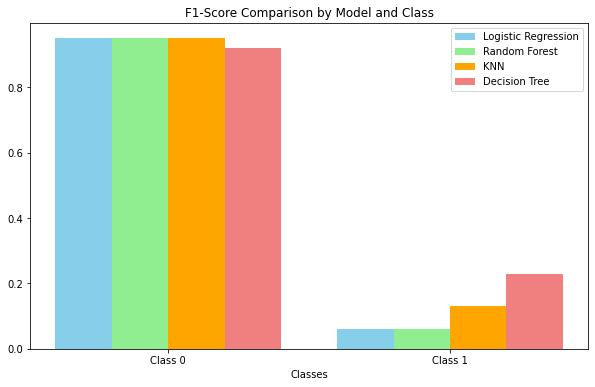 F1-Score Comparison by Model and Class
Logistic Regression
Random Forest
KNN
Decision Tree
0.8
0.6
0.4
0.2
0.0
Class 0
Class 1
Classes